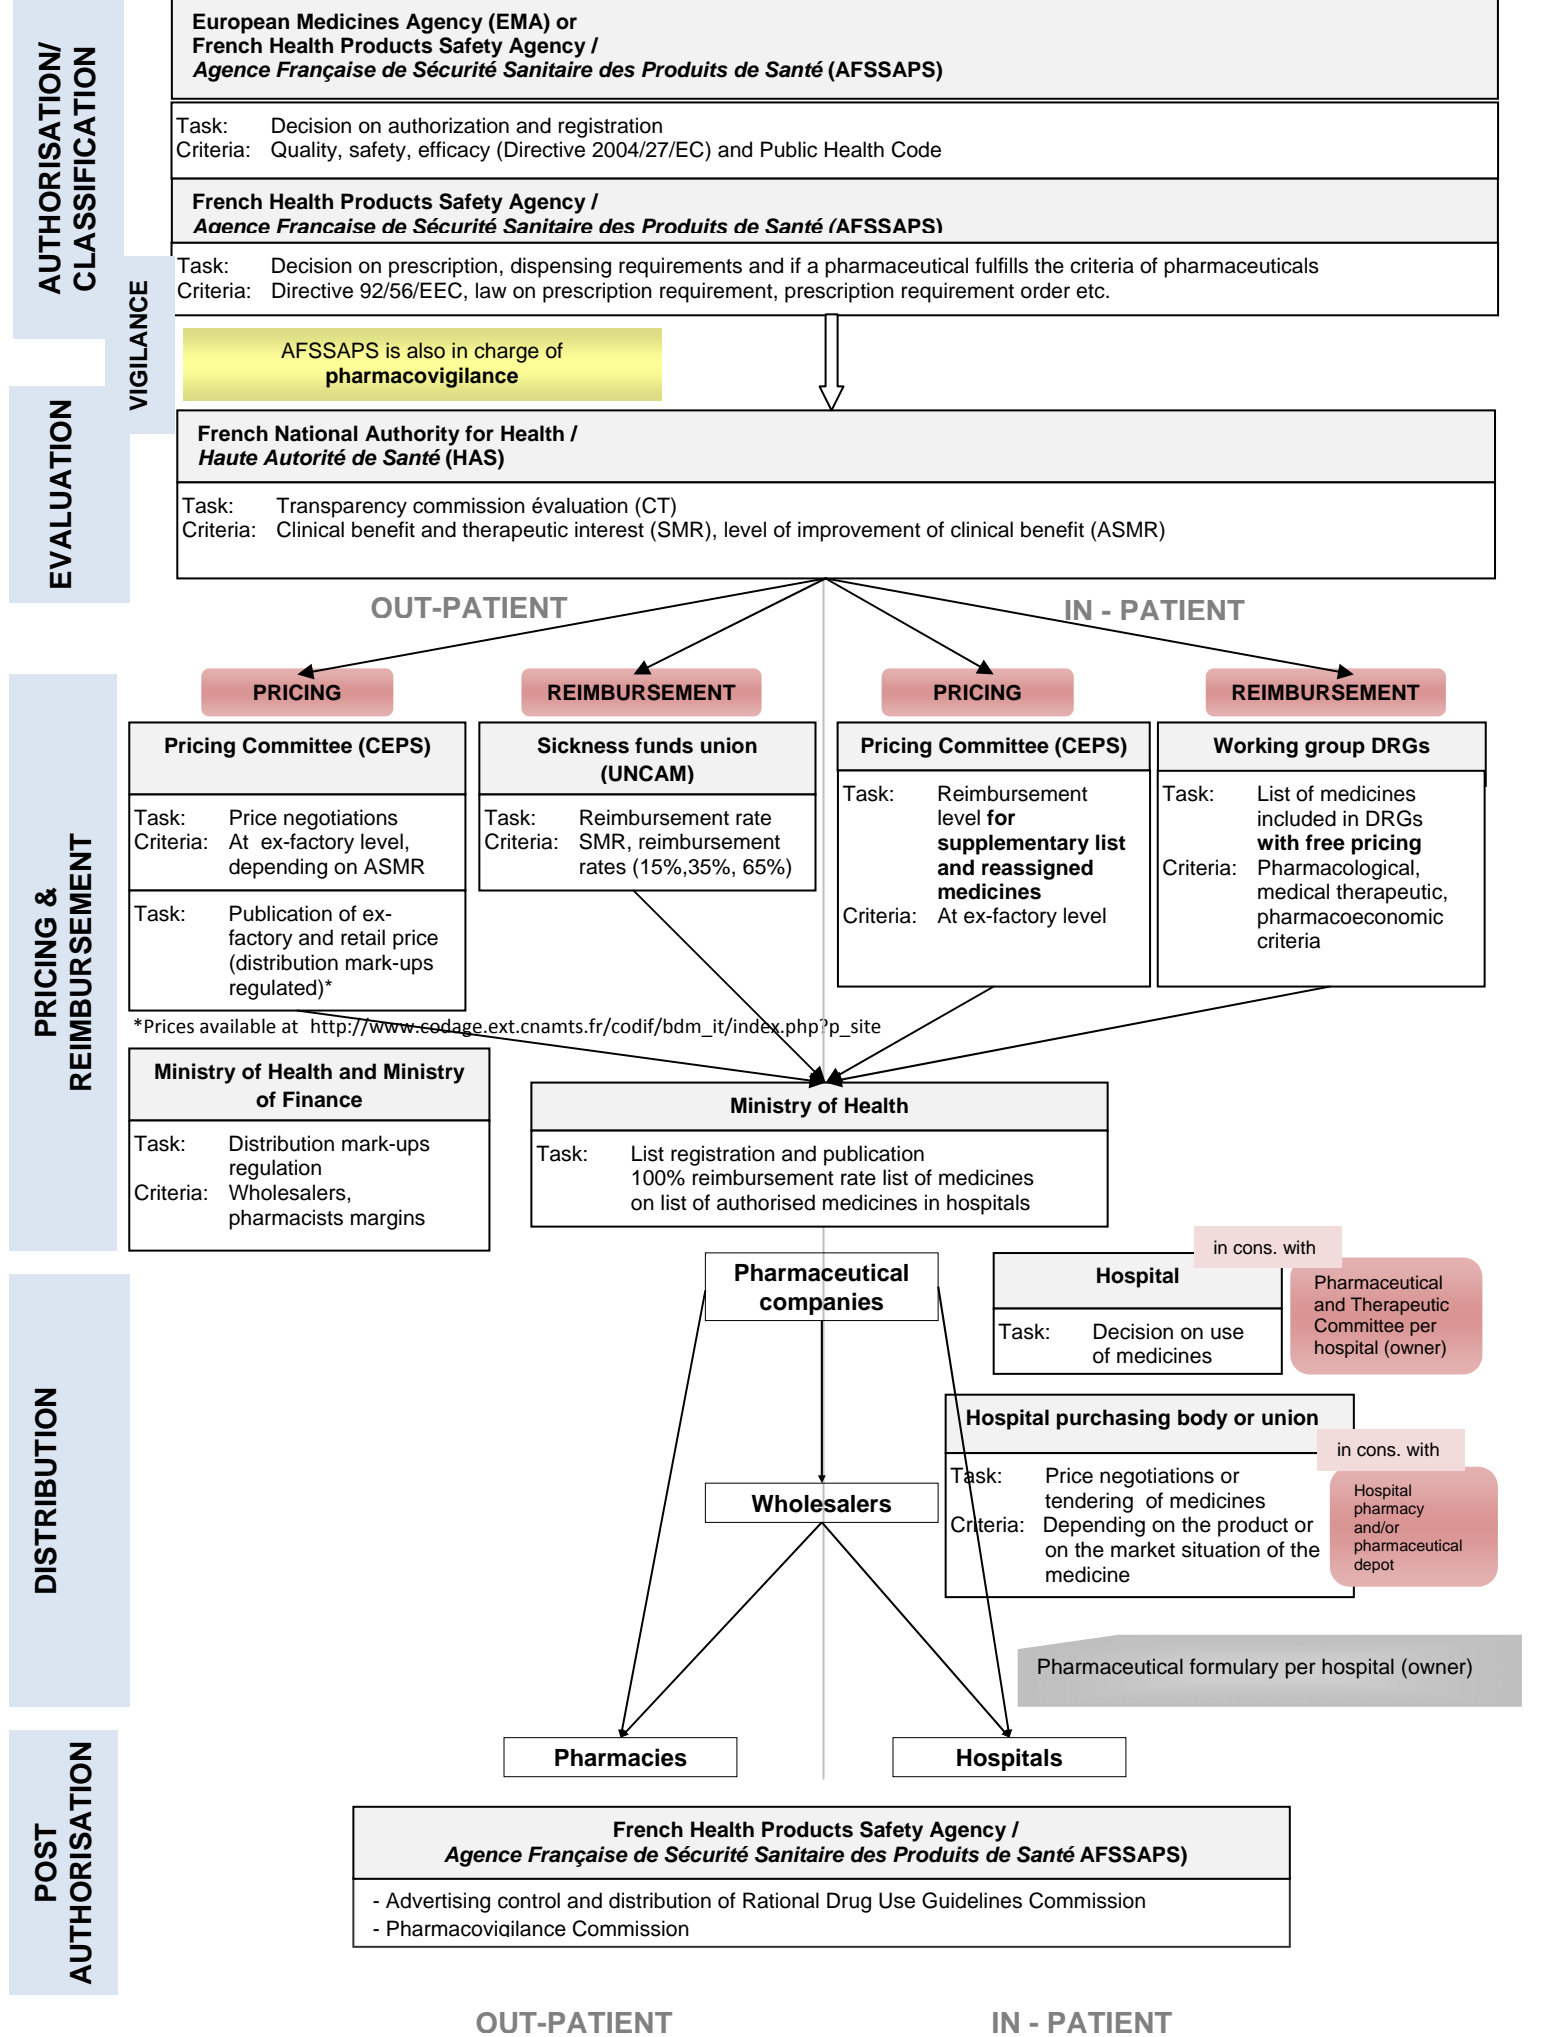 AUTHORISATION/
CLASSIFICATION
European Medicines Agency (EMA) or
French Health Products Safety Agency /
Agence Française de Sécurité Sanitaire des Produits de Santé (AFSSAPS)
Task: Decision on authorization and registration
Criteria: Quality, safety, efficacy (Directive 2004/27/EC) and Public Health Code
French Health Products Safety Agency /
Agence Française de Sécurité Sanitaire des Produits de Santé (AFSSAPS)
Task: Decision on prescription, dispensing requirements and if a pharmaceutical fulfills the criteria of pharmaceuticals
Criteria: Directive 92/56/EEC, law on prescription requirement, prescription requirement order etc.
VIGILANCE
AFSSAPS is also in charge of
pharmacovigilance
EVALUATION
French National Authority for Health /
Haute Autorité de Santé (HAS)
Task: Transparency commission évaluation (CT)
Criteria: Clinical benefit and therapeutic interest (SMR), level of improvement of clinical benefit (ASMR)
OUT-PATIENT
IN - PATIENT
PRICING &
REIMBURSEMENT
PRICING
Pricing Committee (CEPS)
Task: Price negotiations
Criteria: At ex-factory level,
depending on ASMR
Task: Publication of ex-
factory and retail price
(distribution mark-ups
regulated)*
REIMBURSEMENT
Sickness funds union
(UNCAM)
Task: Reimbursement rate
Criteria: SMR, reimbursement
rates (15%,35%, 65%)
PRICING
Pricing Committee (CEPS)
Task: Reimbursement
level for
supplementary list
and reassigned
medicines
Criteria: At ex-factory level
REIMBURSEMENT
Working group DRGs
Task: List of medicines
included in DRGs
with free pricing
Criteria: Pharmacological,
medical therapeutic,
pharmacoeconomic
criteria
*Prices available at http://www.codage.ext.cnamts.fr/codif/bdm_it/index.php?p_site
Ministry of Health and Ministry
of Finance
Task: Distribution mark-ups
regulation
Criteria: Wholesalers,
pharmacists margins
Ministry of Health
Task: List registration and publication
100% reimbursement rate list of medicines
on list of authorised medicines in hospitals
DISTRIBUTION
Pharmaceutical
companies
Hospital
Task: Decision on use
of medicines
in cons. with
Pharmaceutical
and Therapeutic
Committee per
hospital (owner)
Wholesalers
Hospital purchasing body or union
Task: Price negotiations or
tendering of medicines
Criteria: Depending on the product or
on the market situation of the
medicine
in cons. with
Hospital
pharmacy
and/or
pharmaceutical
depot
Pharmaceutical formulary per hospital (owner)
Pharmacies
Hospitals
POST
AUTHORISATION
French Health Products Safety Agency /
Agence Française de Sécurité Sanitaire des Produits de Santé AFSSAPS)
- Advertising control and distribution of Rational Drug Use Guidelines Commission
- Pharmacovigilance Commission
OUT-PATIENT
IN - PATIENT